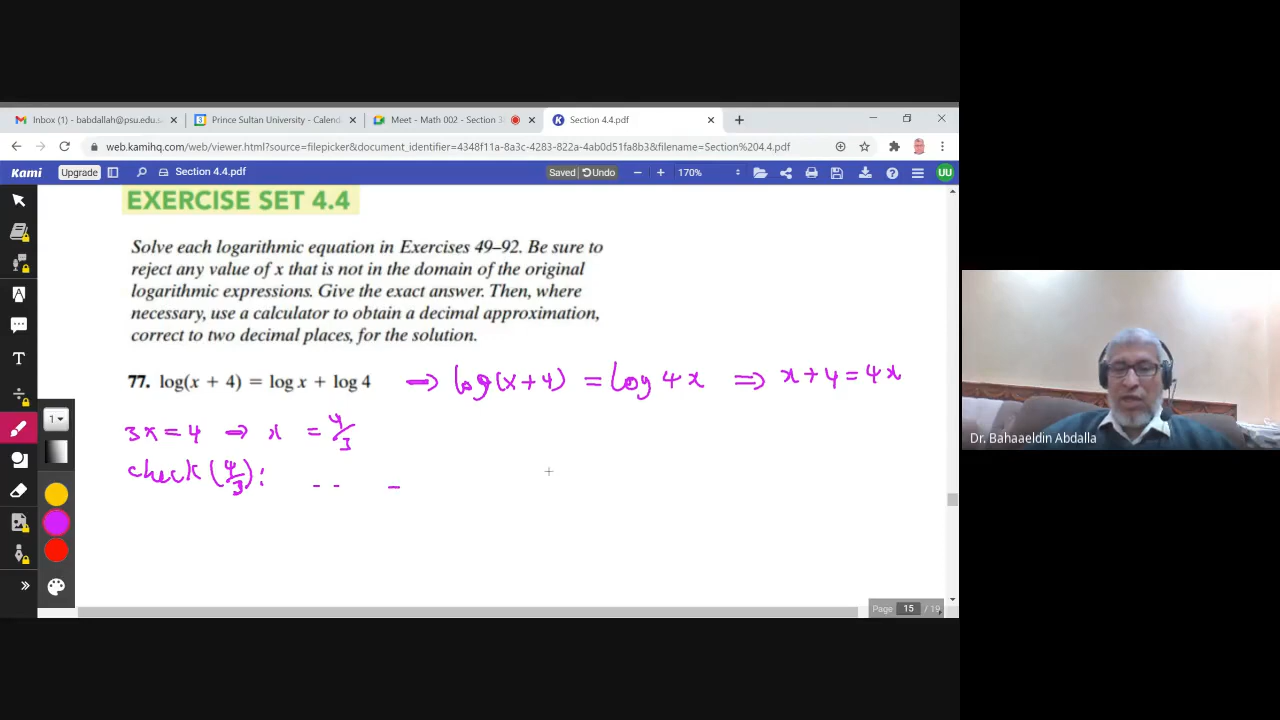 Inbox (1) - babdallah@psu.edu.s
Prince Sultan University - Calend
Meet - Math 002 - Section 3
Section 4.4.pdf
web.kamihq.com/web/viewer.html?source=filepicker&document_identifier=4348f11a-8a3c-4283-822a-4ab0d51fa8b3&filename=Section%204.4.pdf
Kami Upgrade Section 4.4.pdf Saved Undo 170% UU
EXERCISE SET 4.4
Solve each logarithmic equation in Exercises 49–92. Be sure to
reject any value of x that is not in the domain of the original
logarithmic expressions. Give the exact answer. Then, where
necessary, use a calculator to obtain a decimal approximation,
correct to two decimal places, for the solution.
77. log(x + 4) = log x + log 4 ⇒ log(x+4) = log 4x ⇒ x+4=4x
3x=4 ⇒ x = 4/3
check (4/3): -- -
1
Page 15 / 19
Dr. Bahaaeldin Abdalla